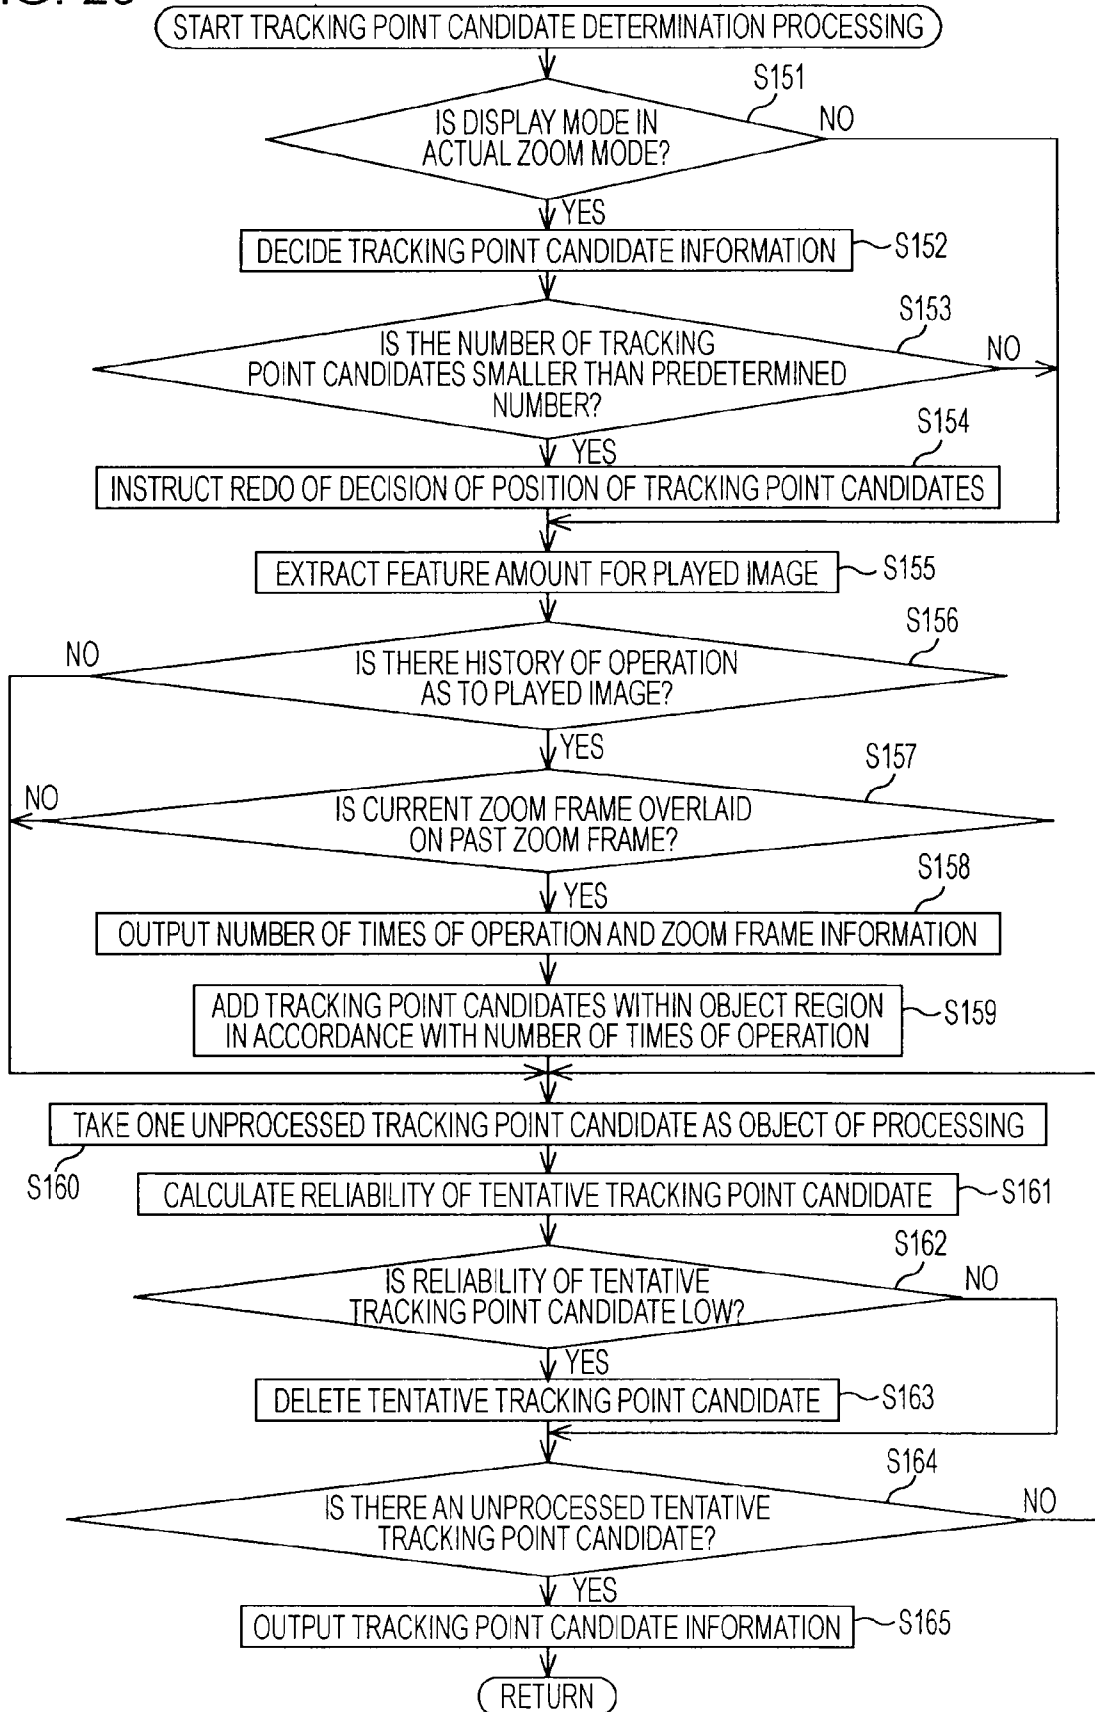 START TRACKING POINT CANDIDATE DETERMINATION PROCESSING
S151
IS DISPLAY MODE IN
ACTUAL ZOOM MODE?
NO
YES
DECIDE TRACKING POINT CANDIDATE INFORMATION
S152
S153
IS THE NUMBER OF TRACKING
POINT CANDIDATES SMALLER THAN PREDETERMINED
NUMBER?
NO
YES
S154
INSTRUCT REDO OF DECISION OF POSITION OF TRACKING POINT CANDIDATES
EXTRACT FEATURE AMOUNT FOR PLAYED IMAGE
S155
S156
NO
IS THERE HISTORY OF OPERATION
AS TO PLAYED IMAGE?
YES
S157
NO
IS CURRENT ZOOM FRAME OVERLAID
ON PAST ZOOM FRAME?
YES
S158
OUTPUT NUMBER OF TIMES OF OPERATION AND ZOOM FRAME INFORMATION
ADD TRACKING POINT CANDIDATES WITHIN OBJECT REGION
IN ACCORDANCE WITH NUMBER OF TIMES OF OPERATION
S159
TAKE ONE UNPROCESSED TRACKING POINT CANDIDATE AS OBJECT OF PROCESSING
S160
CALCULATE RELIABILITY OF TENTATIVE TRACKING POINT CANDIDATE
S161
S162
IS RELIABILITY OF TENTATIVE
TRACKING POINT CANDIDATE LOW?
NO
YES
DELETE TENTATIVE TRACKING POINT CANDIDATE
S163
S164
IS THERE AN UNPROCESSED TENTATIVE
TRACKING POINT CANDIDATE?
NO
YES
OUTPUT TRACKING POINT CANDIDATE INFORMATION
S165
RETURN